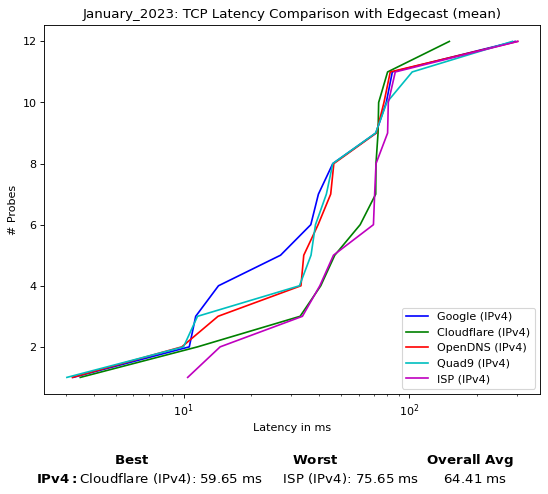 January_2023: TCP Latency Comparison with Edgecast (mean)
12
10
8
6
4
2
# Probes
10¹ 10²
Latency in ms
Google (IPv4)
Cloudflare (IPv4)
OpenDNS (IPv4)
Quad9 (IPv4)
ISP (IPv4)
Best Worst Overall Avg
IPv4: Cloudflare (IPv4): 59.65 ms ISP (IPv4): 75.65 ms 64.41 ms